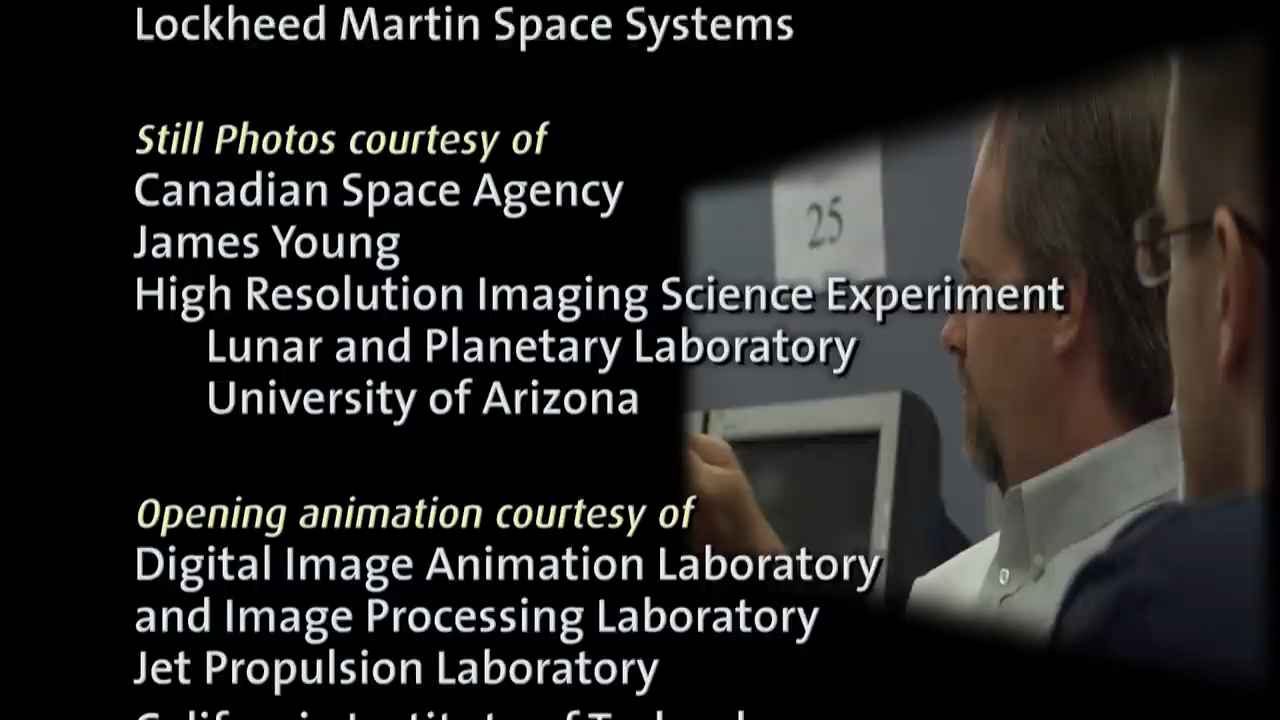 Lockheed Martin Space Systems
Still Photos courtesy of
Canadian Space Agency
James Young
High Resolution Imaging Science Experiment
Lunar and Planetary Laboratory
University of Arizona
25
Opening animation courtesy of
Digital Image Animation Laboratory
and Image Processing Laboratory
Jet Propulsion Laboratory